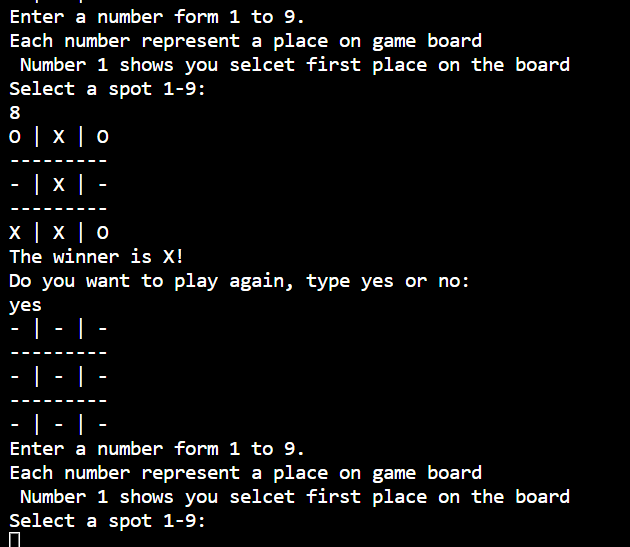 Enter a number form 1 to 9.
Each number represent a place on game board
 Number 1 shows you selcet first place on the board
Select a spot 1-9:
8
O | X | O
---------
- | X | -
---------
X | X | O
The winner is X!
Do you want to play again, type yes or no:
yes
- | - | -
---------
- | - | -
---------
- | - | -
Enter a number form 1 to 9.
Each number represent a place on game board
 Number 1 shows you selcet first place on the board
Select a spot 1-9: